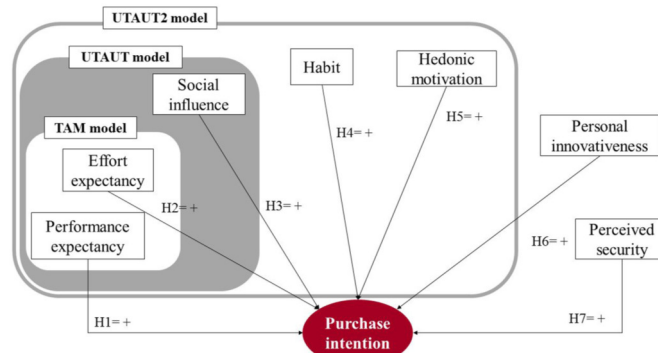 UTAUT2 model
UTAUT model
Social
influence
Habit
Hedonic
motivation
H4= +
H5= +
Personal
innovativeness
TAM model
Effort
expectancy
H2= +
H3= +
Performance
expectancy
H6= +
Perceived
security
H1= +
Purchase
intention
H7= +